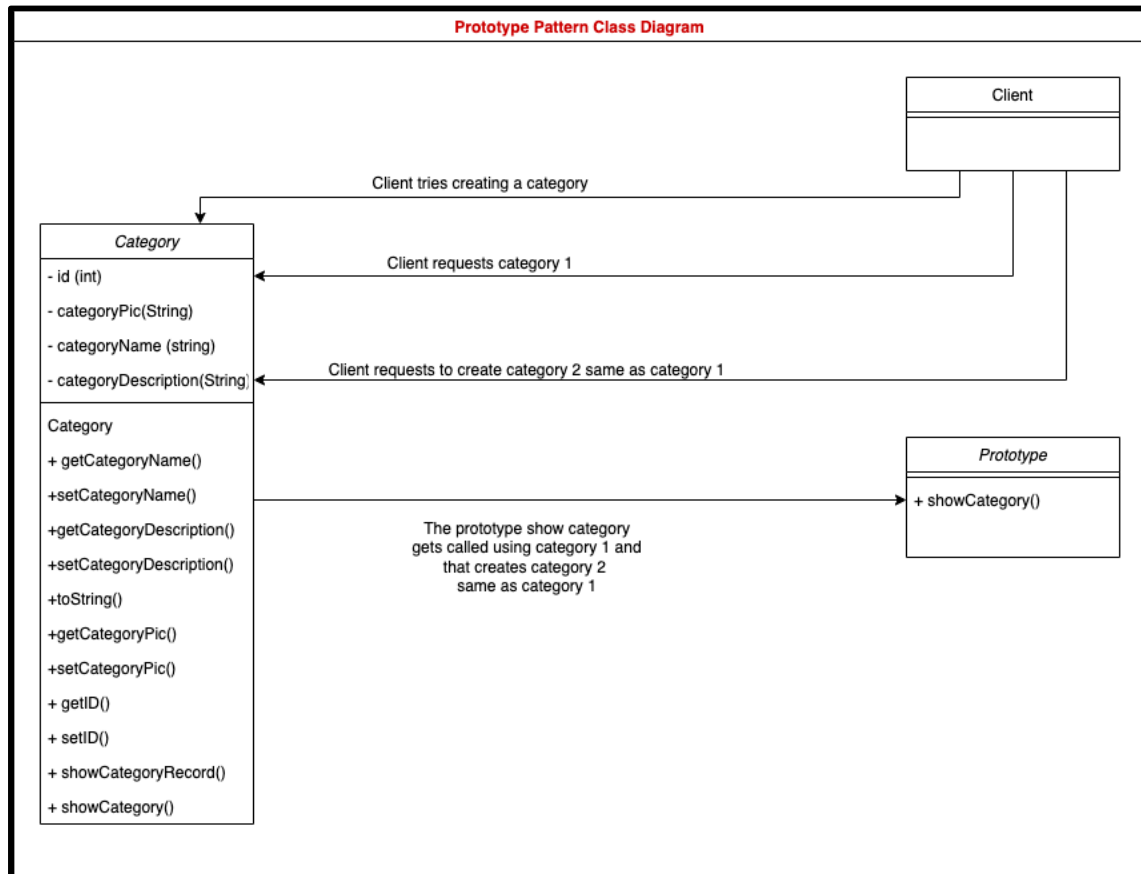 Prototype Pattern Class Diagram
Client
Client tries creating a category
Category
- id (int)
- categoryPic(String)
- categoryName (string)
- categoryDescription(String)
Client requests category 1
Client requests to create category 2 same as category 1
Category
+ getCategoryName()
+setCategoryName()
+getCategoryDescription()
+setCategoryDescription()
+toString()
+getCategoryPic()
+setCategoryPic()
+ getID()
+ setID()
+ showCategoryRecord()
+ showCategory()
The prototype show category
gets called using category 1 and
that creates category 2
same as category 1
Prototype
+ showCategory()